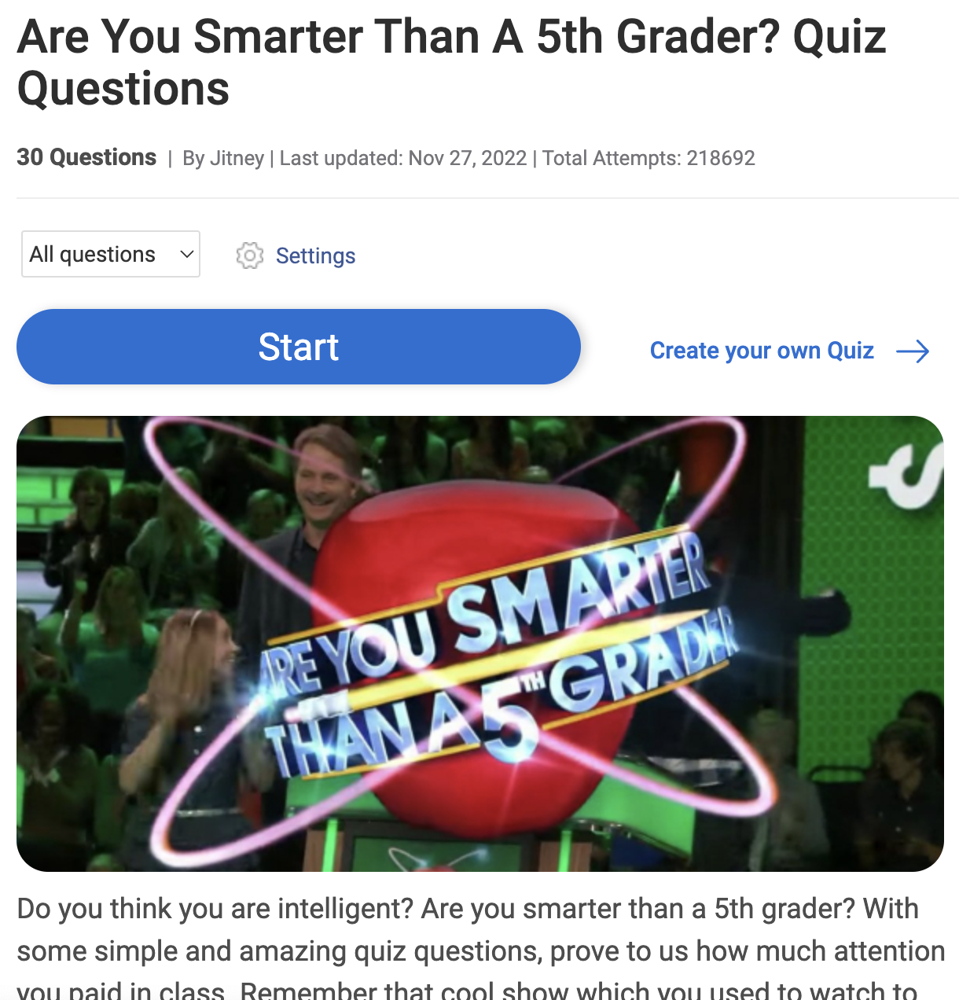 Are You Smarter Than A 5th Grader? Quiz
Questions
30 Questions | By Jitney | Last updated: Nov 27, 2022 | Total Attempts: 218692
All questions
Settings
Start
Create your own Quiz
ARE YOU SMARTER
THAN A 5TH GRADER
Do you think you are intelligent? Are you smarter than a 5th grader? With
some simple and amazing quiz questions, prove to us how much attention
you paid in class. Remember that cool show which you used to watch to